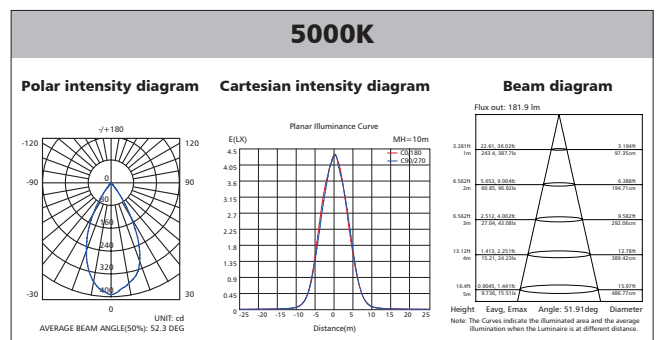 5000K
Polar intensity diagram
Cartesian intensity diagram
Beam diagram
-/+180
-120
120
-90
90
-30
30
0
80
160
240
320
400
0
UNIT: cd
AVERAGE BEAM ANGLE(50%): 52.3 DEG
Planar Illuminance Curve
E(LX)
MH=10m
C0/180
C90/270
4.5
4.05
3.6
3.15
2.7
2.25
1.8
1.35
0.9
0.45
0
-25 -20 -15 -10 -5 0 5 10 15 20 25
Distance(m)
Flux out: 181.9 lm
3.281ft 22.61, 36.02fc 3.194ft
1m 243.4, 387.7lx 97.35cm
6.562ft 5.653, 9.004fc 6.388ft
2m 60.85, 96.92lx 194.71cm
6.562ft 2.512, 4.002fc 9.582ft
3m 27.04, 43.08lx 292.06cm
13.12ft 1.413, 2.251fc 12.78ft
4m 15.21, 24.23lx 389.42cm
16.4ft 0.9045, 1.441fc 15.97ft
5m 9.736, 15.51lx 486.77cm
Height Eavg, Emax Angle: 51.91deg Diameter
Note: The Curves indicate the illuminated area and the average
illumination when the Luminaire is at different distance.